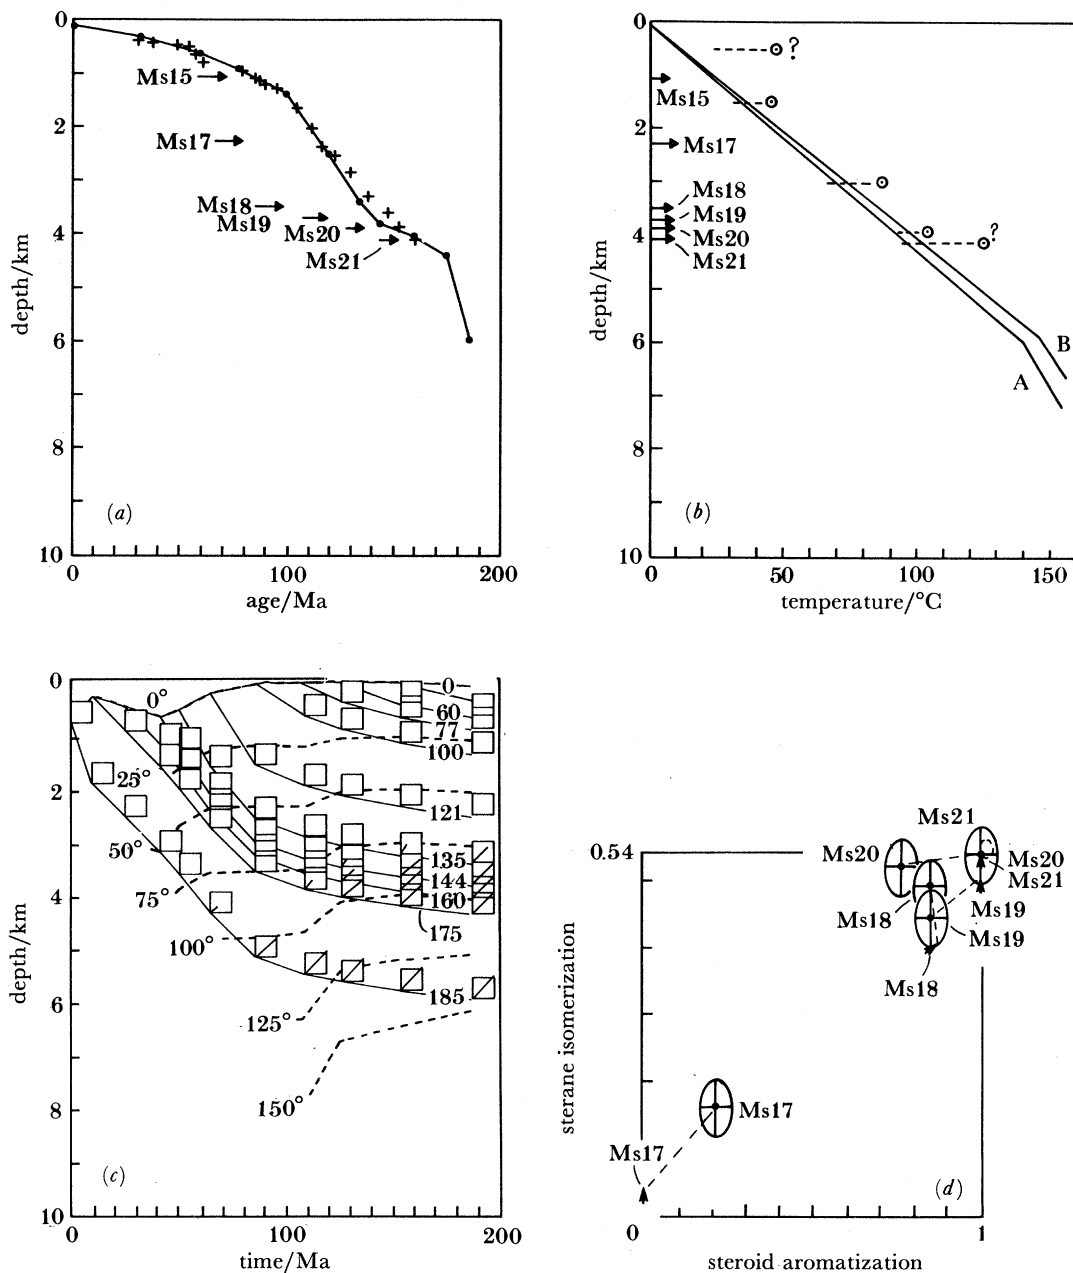 0
2
4
6
8
10
depth/km
Ms15
Ms17
Ms18
Ms19
Ms20
Ms21
(a)
0
100
200
age/Ma
0
2
4
6
8
10
depth/km
?
Ms15
Ms17
Ms18
Ms19
Ms20
Ms21
?
B
A
(b)
0
50
100
150
temperature/°C
0
2
4
6
8
10
depth/km
0°
25°
50°
75°
100°
125°
150°
0
60
77
100
121
135
144
160
175
185
(c)
0
100
200
time/Ma
0.54
sterane isomerization
Ms21
Ms20
Ms20
Ms21
Ms18
Ms19
Ms19
Ms18
Ms17
Ms17
(d)
0
1
steroid aromatization